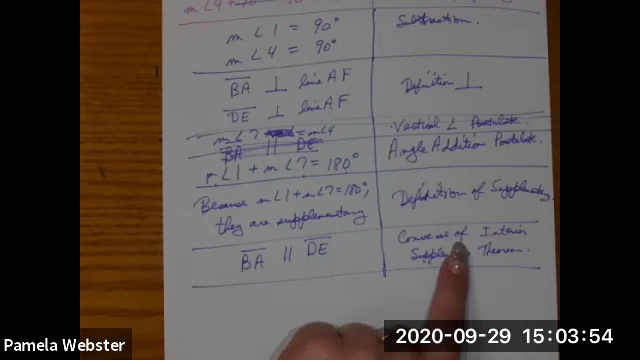 m∠4
m∠1 = 90°
Subtraction.
m∠4 = 90°
BA ⊥ line AF
Definition ⊥
DE ⊥ line AF
m∠7 = m∠4
Vertical ∠ Postulate
BA || DE
Angle Addition Postulate.
m∠1 + m∠7 = 180°
Because m∠1 + m∠7 = 180°,
they are supplementary
Definition of Supplementary
BA || DE
Converse of Interior
Theorem.
Pamela Webster
2020-09-29 15:03:54